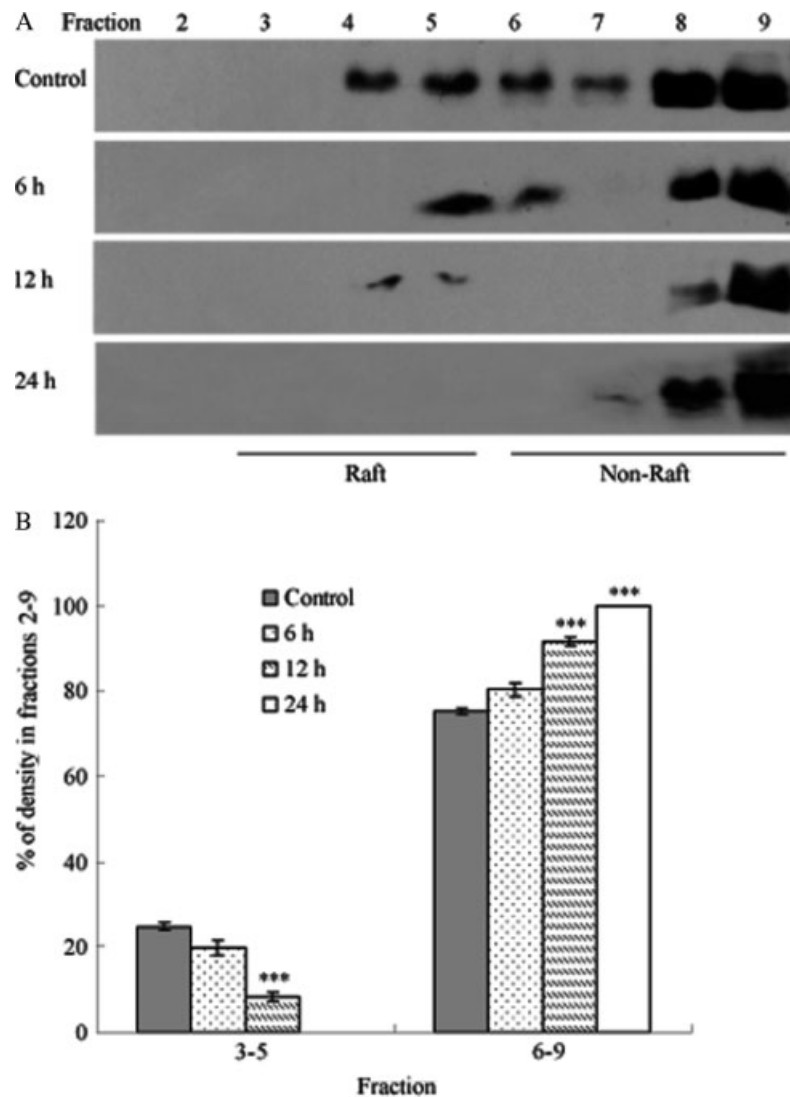 A Fraction 2 3 4 5 6 7 8 9
Control
6 h
12 h
24 h
Raft Non-Raft
B
% of density in fractions 2-9
120
100
80
60
40
20
0
Control
6 h
12 h
24 h
***
***
***
3-5 6-9
Fraction